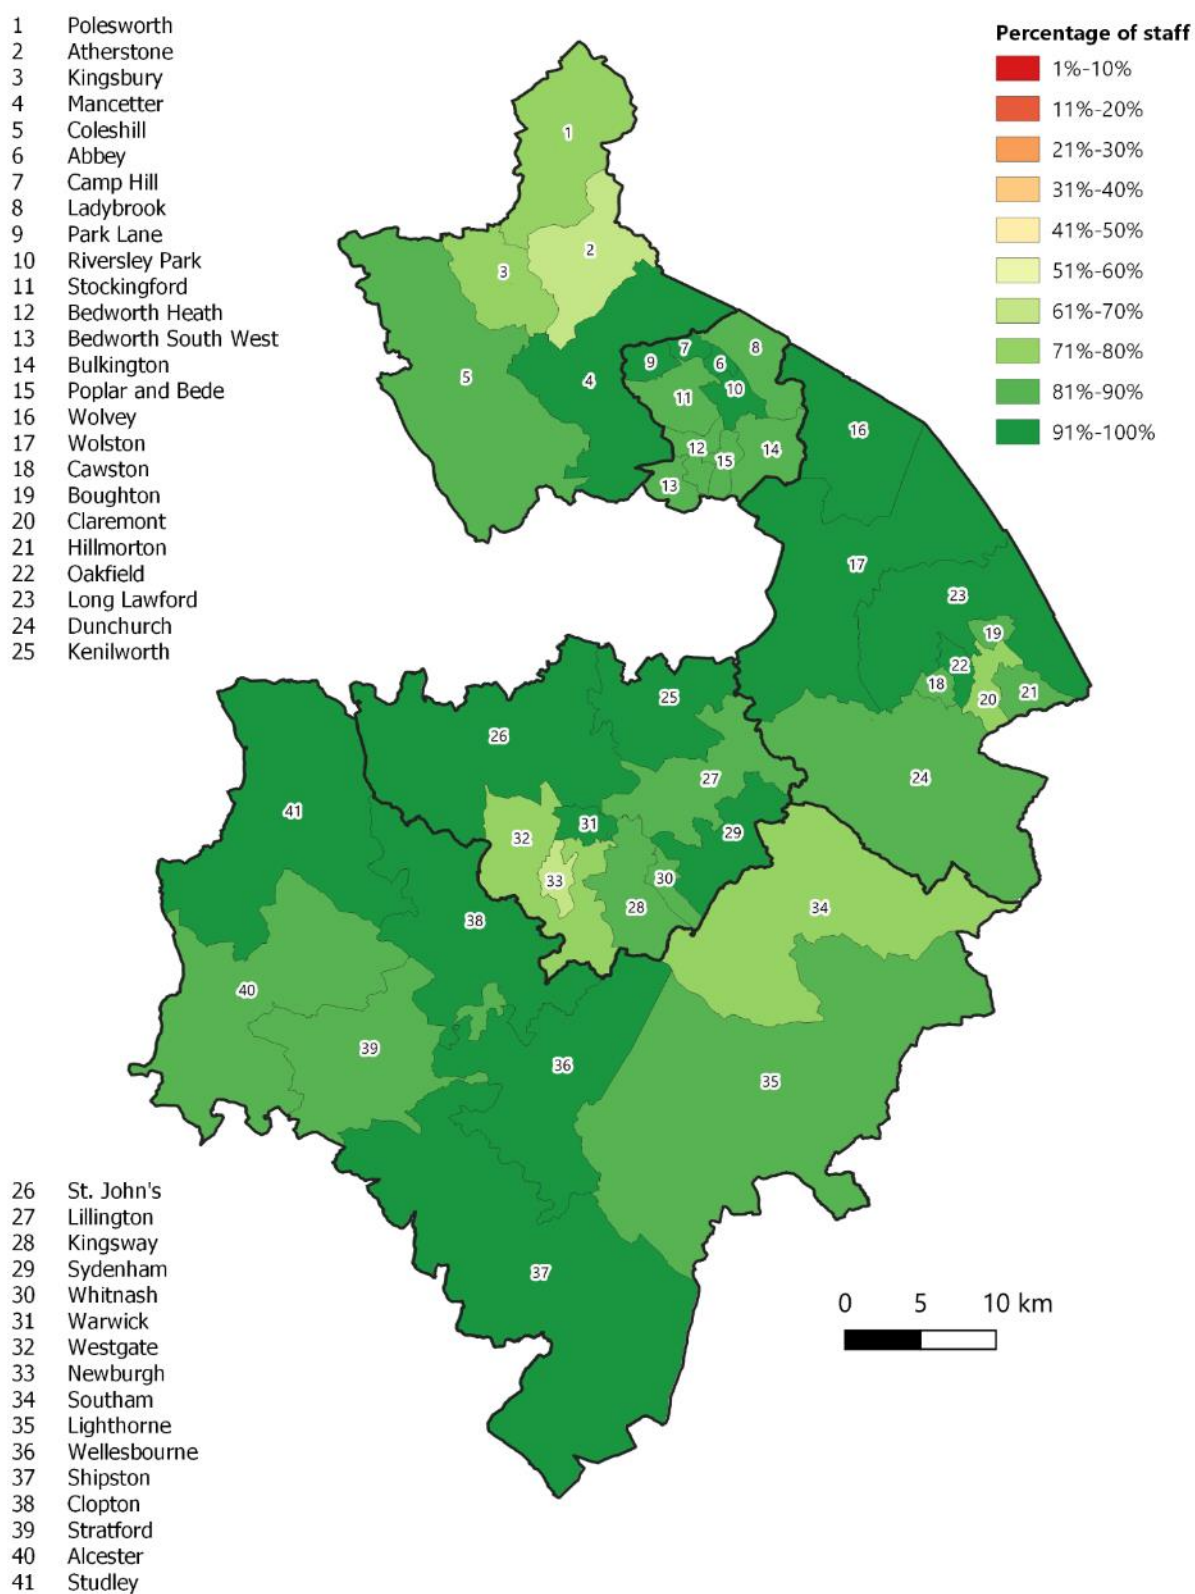 1 Polesworth
2 Atherstone
3 Kingsbury
4 Mancetter
5 Coleshill
6 Abbey
7 Camp Hill
8 Ladybrook
9 Park Lane
10 Riversley Park
11 Stockingford
12 Bedworth Heath
13 Bedworth South West
14 Bulkington
15 Poplar and Bede
16 Wolvey
17 Wolston
18 Cawston
19 Boughton
20 Claremont
21 Hillmorton
22 Oakfield
23 Long Lawford
24 Dunchurch
25 Kenilworth
Percentage of staff
1%-10%
11%-20%
21%-30%
31%-40%
41%-50%
51%-60%
61%-70%
71%-80%
81%-90%
91%-100%
1
2
3
5
4
9
7
6
8
10
11
12
15
14
13
16
17
23
19
22
18
20
21
24
25
26
27
31
29
32
33
30
28
41
38
34
40
39
36
35
37
26 St. John's
27 Lillington
28 Kingsway
29 Sydenham
30 Whitnash
31 Warwick
32 Westgate
33 Newburgh
34 Southam
35 Lighthorne
36 Wellesbourne
37 Shipston
38 Clopton
39 Stratford
40 Alcester
41 Studley
0 5 10 km